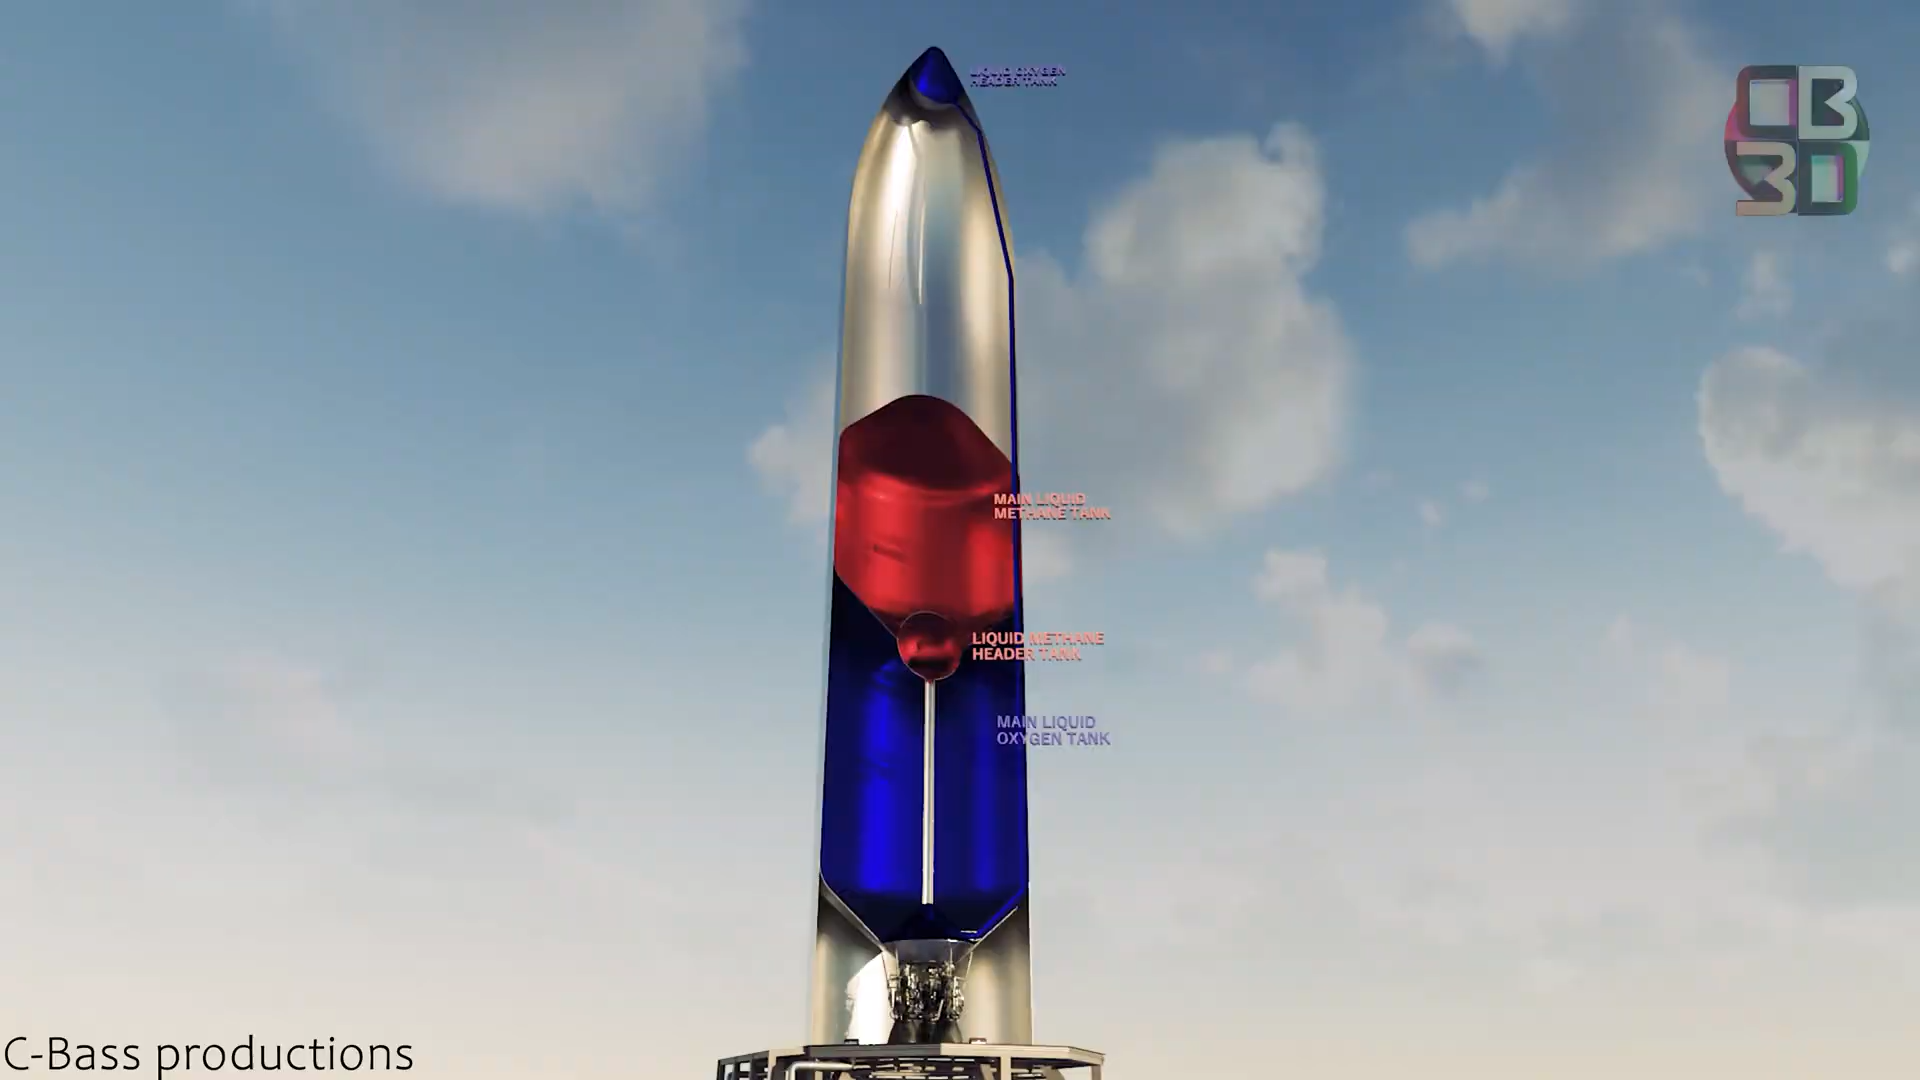 LIQUID OXYGEN
HEADER TANK
CB
3D
MAIN LIQUID
METHANE TANK
LIQUID METHANE
HEADER TANK
MAIN LIQUID
OXYGEN TANK
C-Bass productions